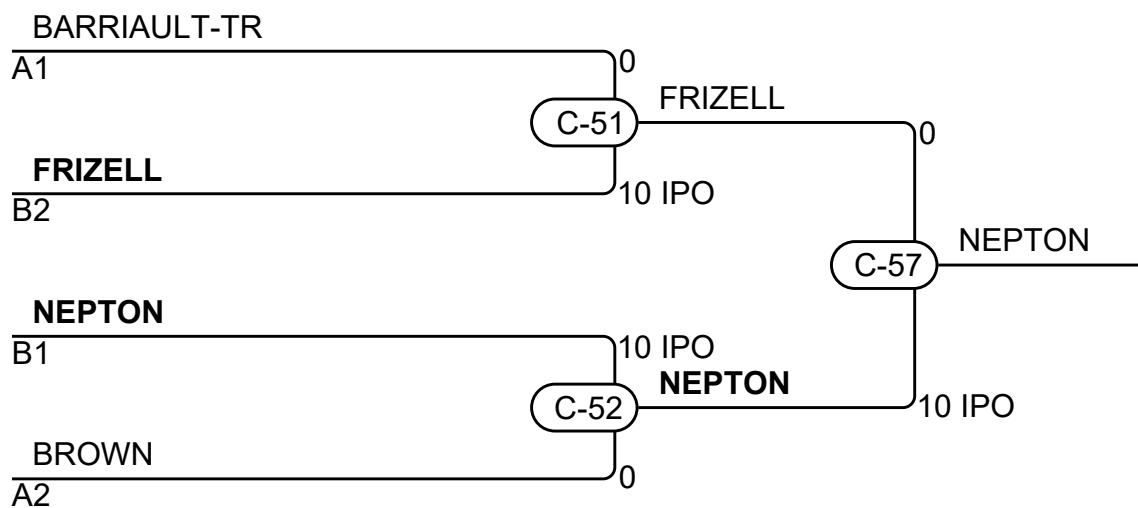 BARRIAULT-TR
A1
0
C-51
FRIZELL
0
FRIZELL
10 IPO
B2
NEPTON
C-57
NEPTON
10 IPO
B1
NEPTON
C-52
10 IPO
BROWN
0
A2